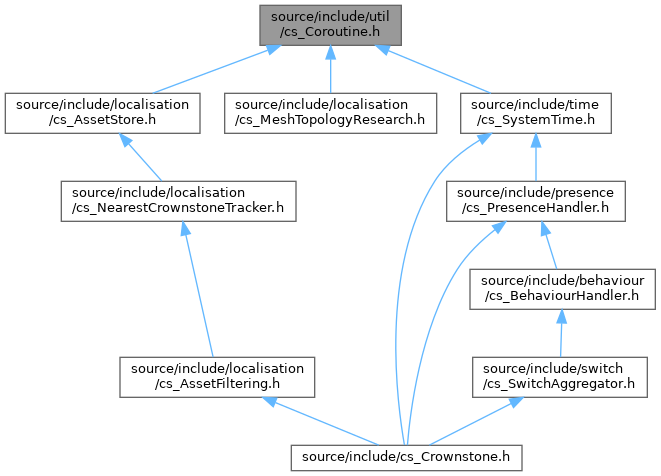 source/include/util
/cs_Coroutine.h
source/include/localisation
/cs_AssetStore.h
source/include/localisation
/cs_MeshTopologyResearch.h
source/include/time
/cs_SystemTime.h
source/include/localisation
/cs_NearestCrownstoneTracker.h
source/include/presence
/cs_PresenceHandler.h
source/include/behaviour
/cs_BehaviourHandler.h
source/include/localisation
/cs_AssetFiltering.h
source/include/switch
/cs_SwitchAggregator.h
source/include/cs_Crownstone.h